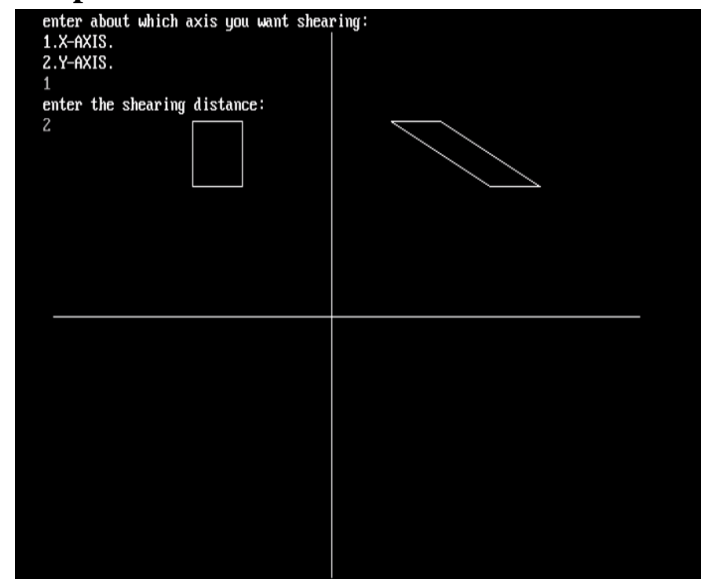 enter about which axis you want shearing:
1.X-AXIS.
2.Y-AXIS.
1
enter the shearing distance:
2